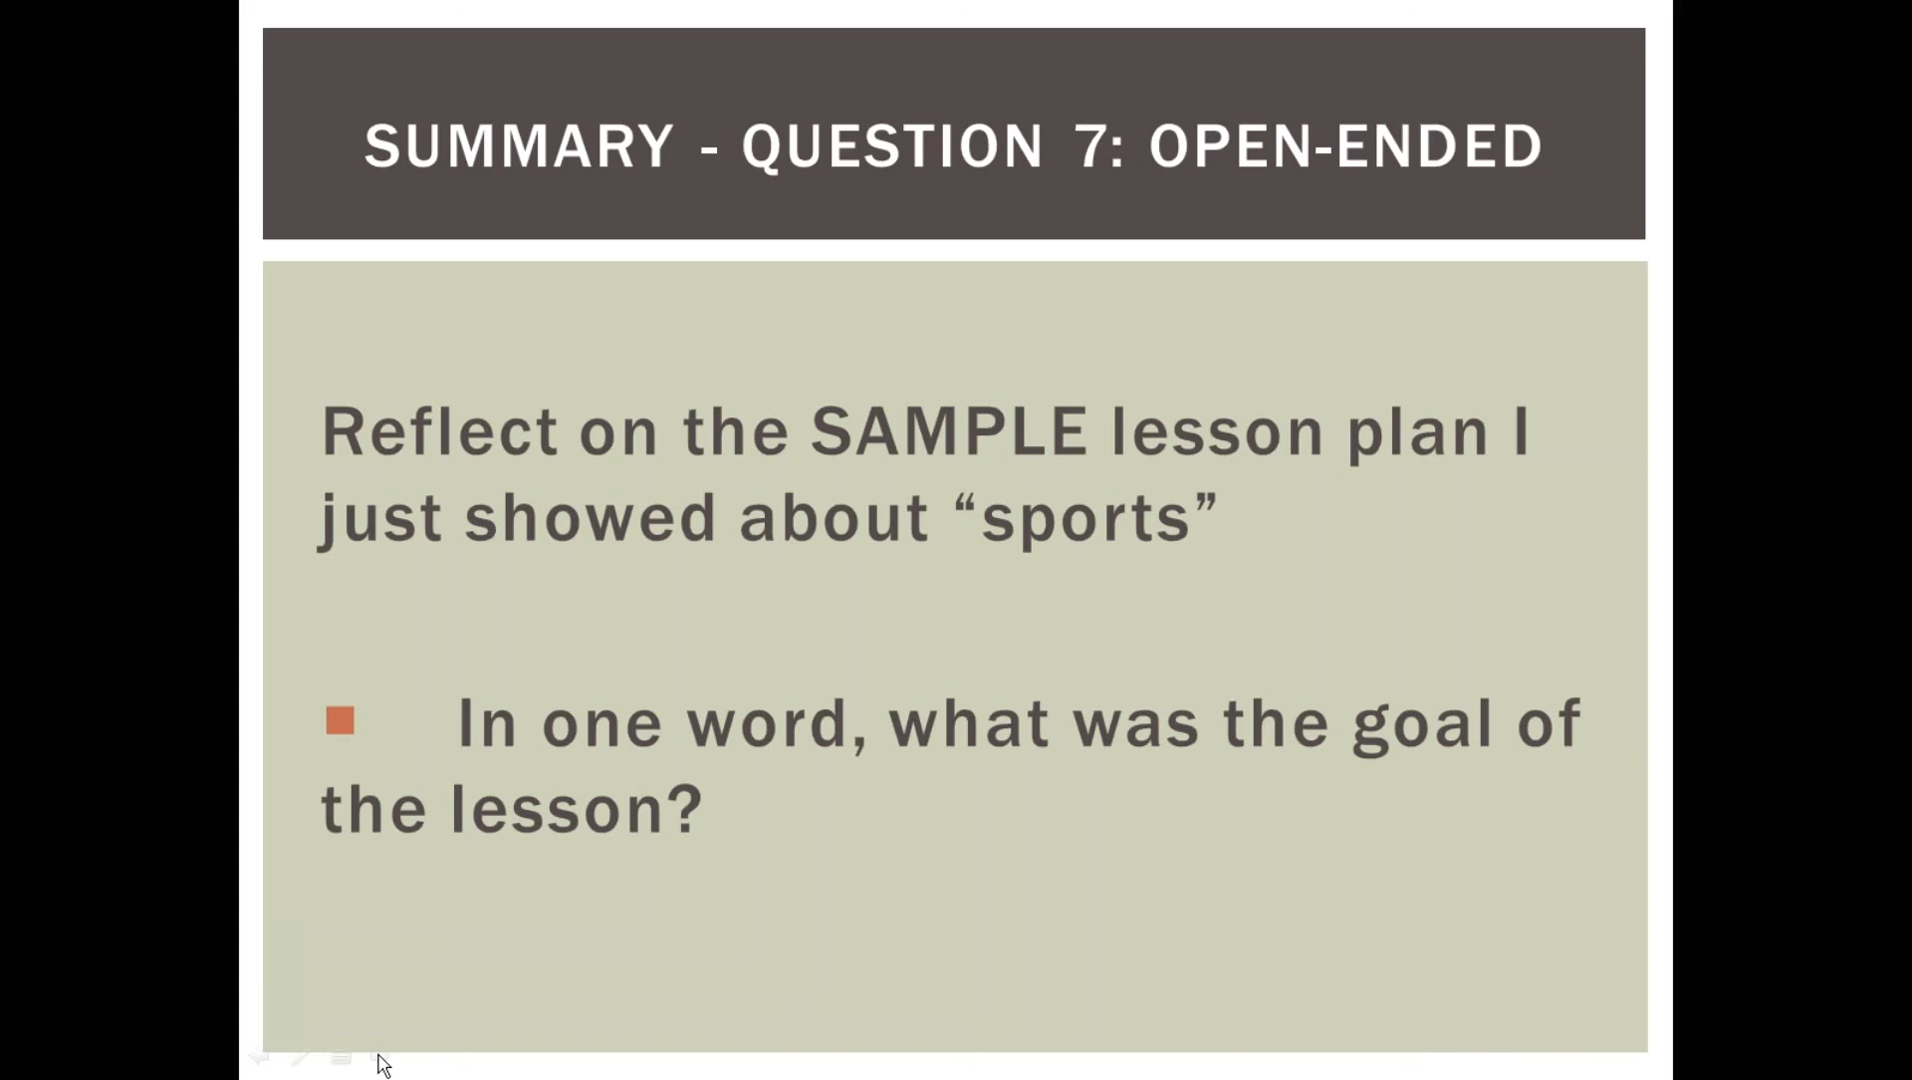 SUMMARY - QUESTION 7: OPEN-ENDED
Reflect on the SAMPLE lesson plan I
just showed about “sports”
■ In one word, what was the goal of
the lesson?